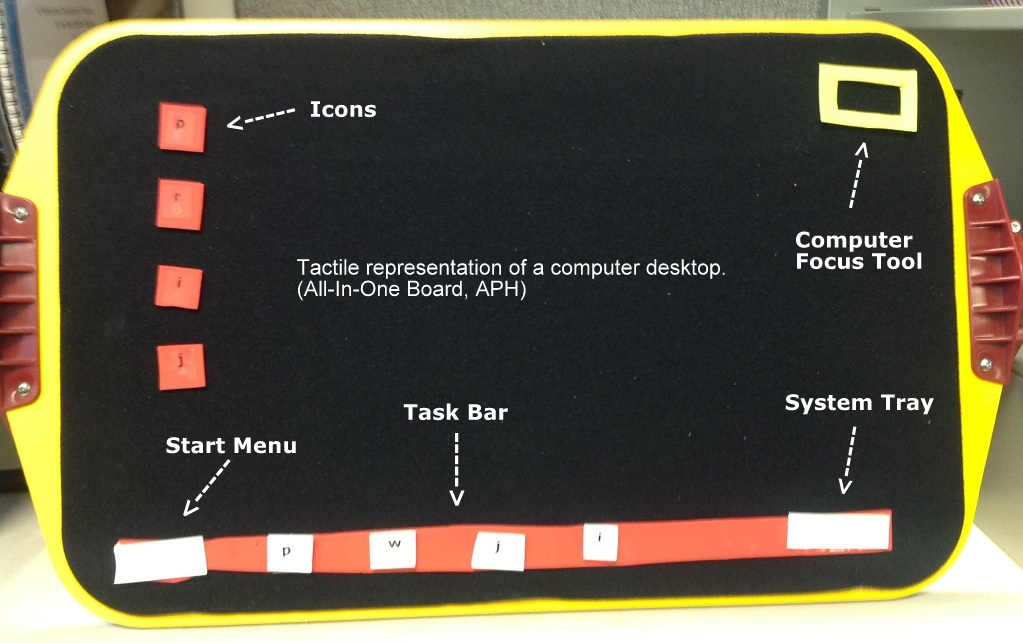 p
Icons
r
Computer
Focus Tool
Tactile representation of a computer desktop.
(All-In-One Board, APH)
i
j
System Tray
Task Bar
Start Menu
p
w
j
i